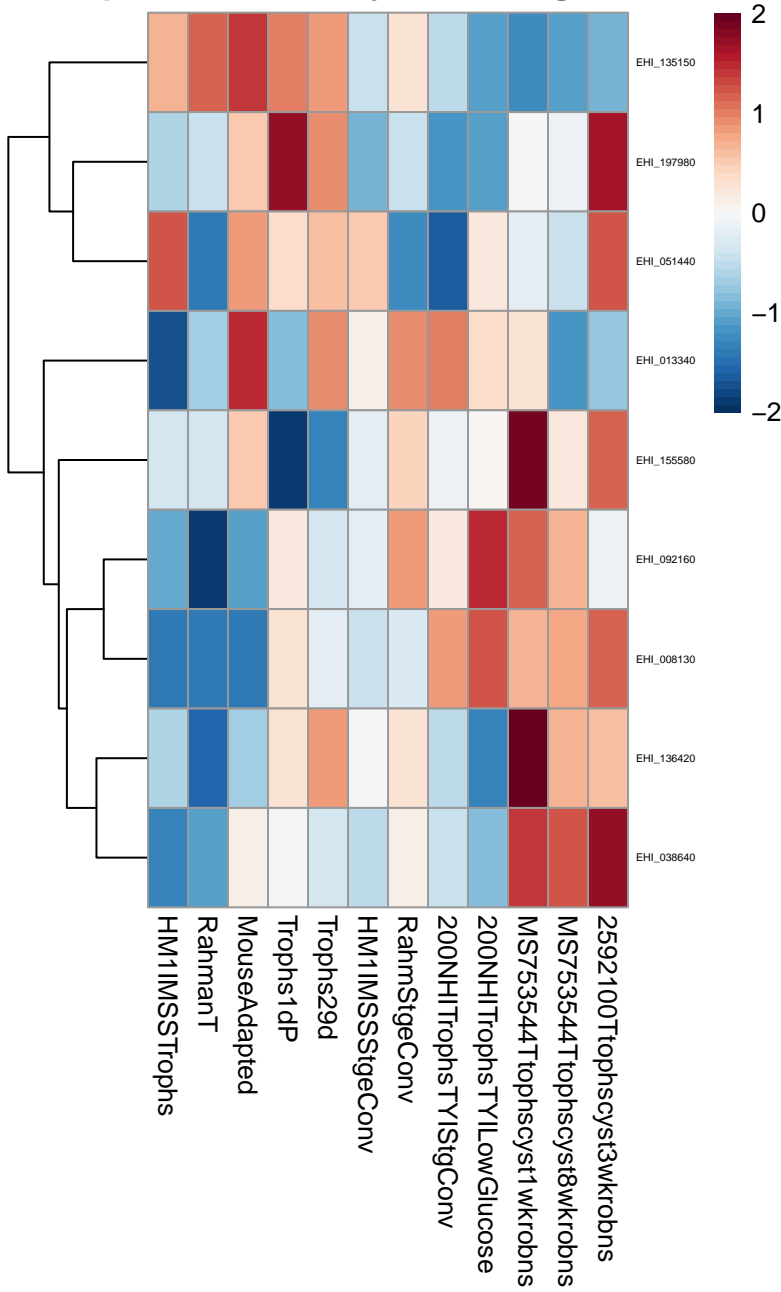 2
1
0
−1
−2
EHI_135150
EHI_197980
EHI_051440
EHI_013340
EHI_155580
EHI_092160
EHI_008130
EHI_136420
EHI_038640
HM1IMSSTrophs
RahmanT
MouseAdapted
Trophs1dP
Trophs29d
HM1IMSSStgeConv
RahmStgeConv
200NHITrophsTYIStgConv
200NHITrophsTYILowGlucose
MS753544Ttophscyst1wkrobns
MS753544Ttophscyst8wkrobns
2592100Ttophscyst3wkrobns